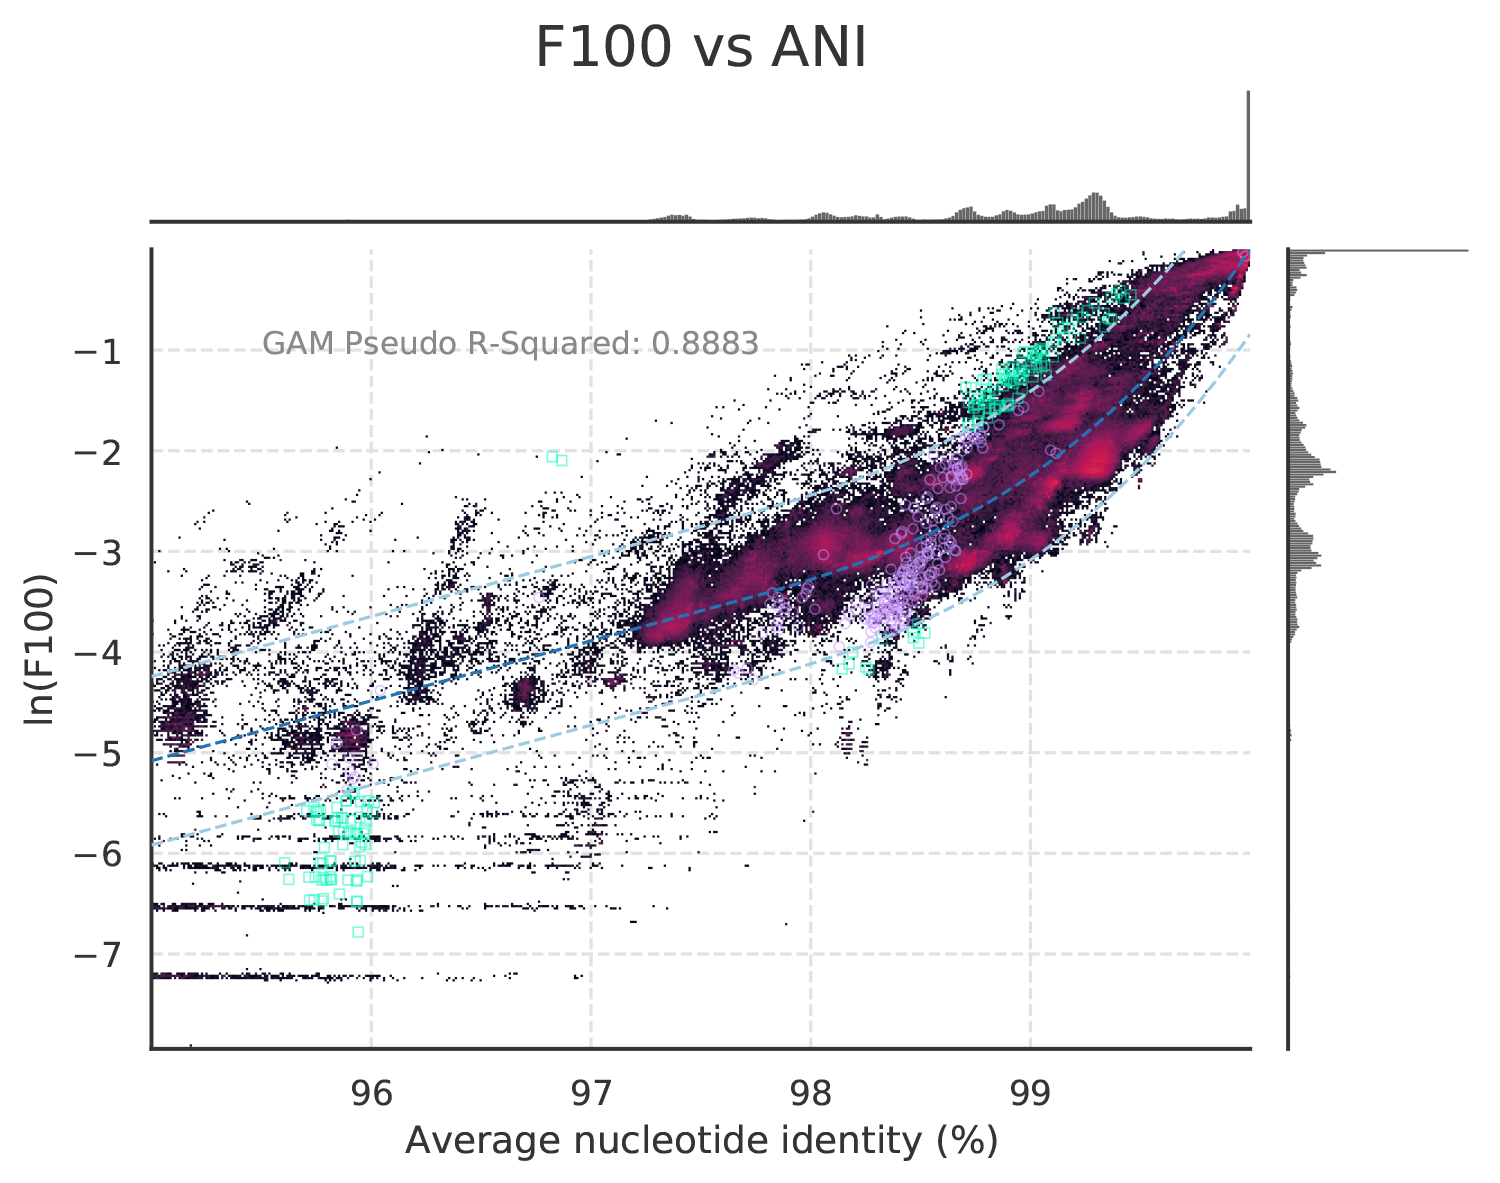 F100 vs ANI
GAM Pseudo R-Squared: 0.8883
−1
−2
−3
−4
−5
−6
−7
ln(F100)
96 97 98 99
Average nucleotide identity (%)